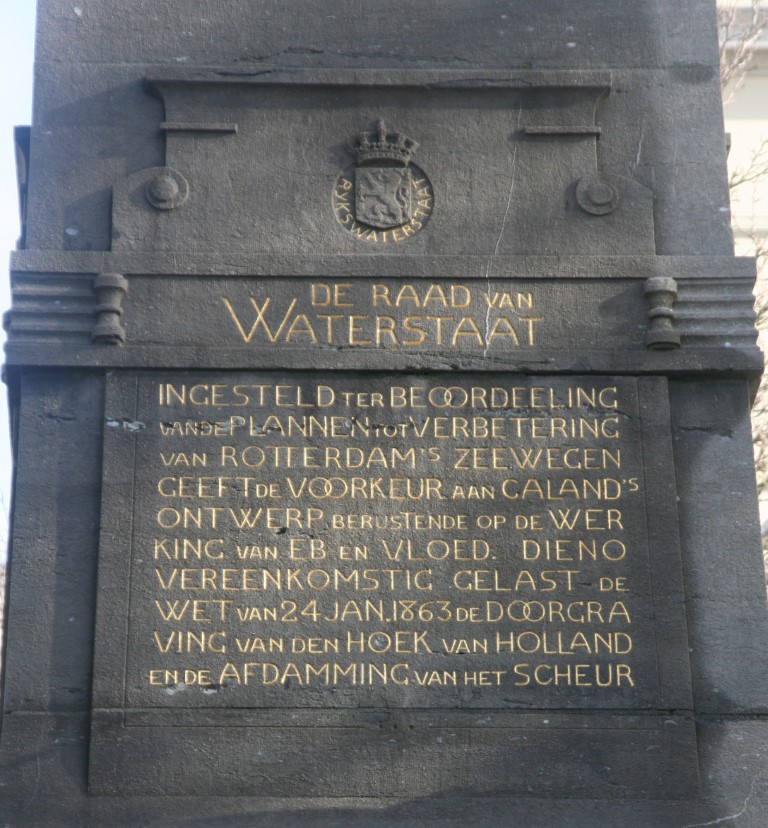 RYKSWATERSTAAT
DE RAAD VAN
WATERSTAAT
INGESTELD TER BEOORDEELING
VAN DE PLANNEN TOT VERBETERING
VAN ROTTERDAM'S ZEEWEGEN
GEEFT DE VOORKEUR AAN CALAND'S
ONTWERP, BERUSTENDE OP DE WER
KING VAN EB EN VLOED. DIENO
VEREENKOMSTIG GELAST DE
WET VAN 24 JAN. 1863 DE DOORGRA
VING VAN DEN HOEK VAN HOLLAND
EN DE AFDAMMING VAN HET SCHEUR